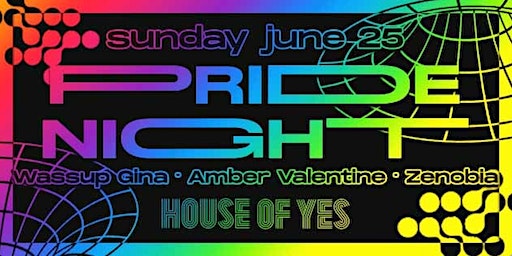 sunday june 25
PRIDE
NIGHT
Wassup Gina • Amber Valentine • Zenobia
HOUSE OF YES